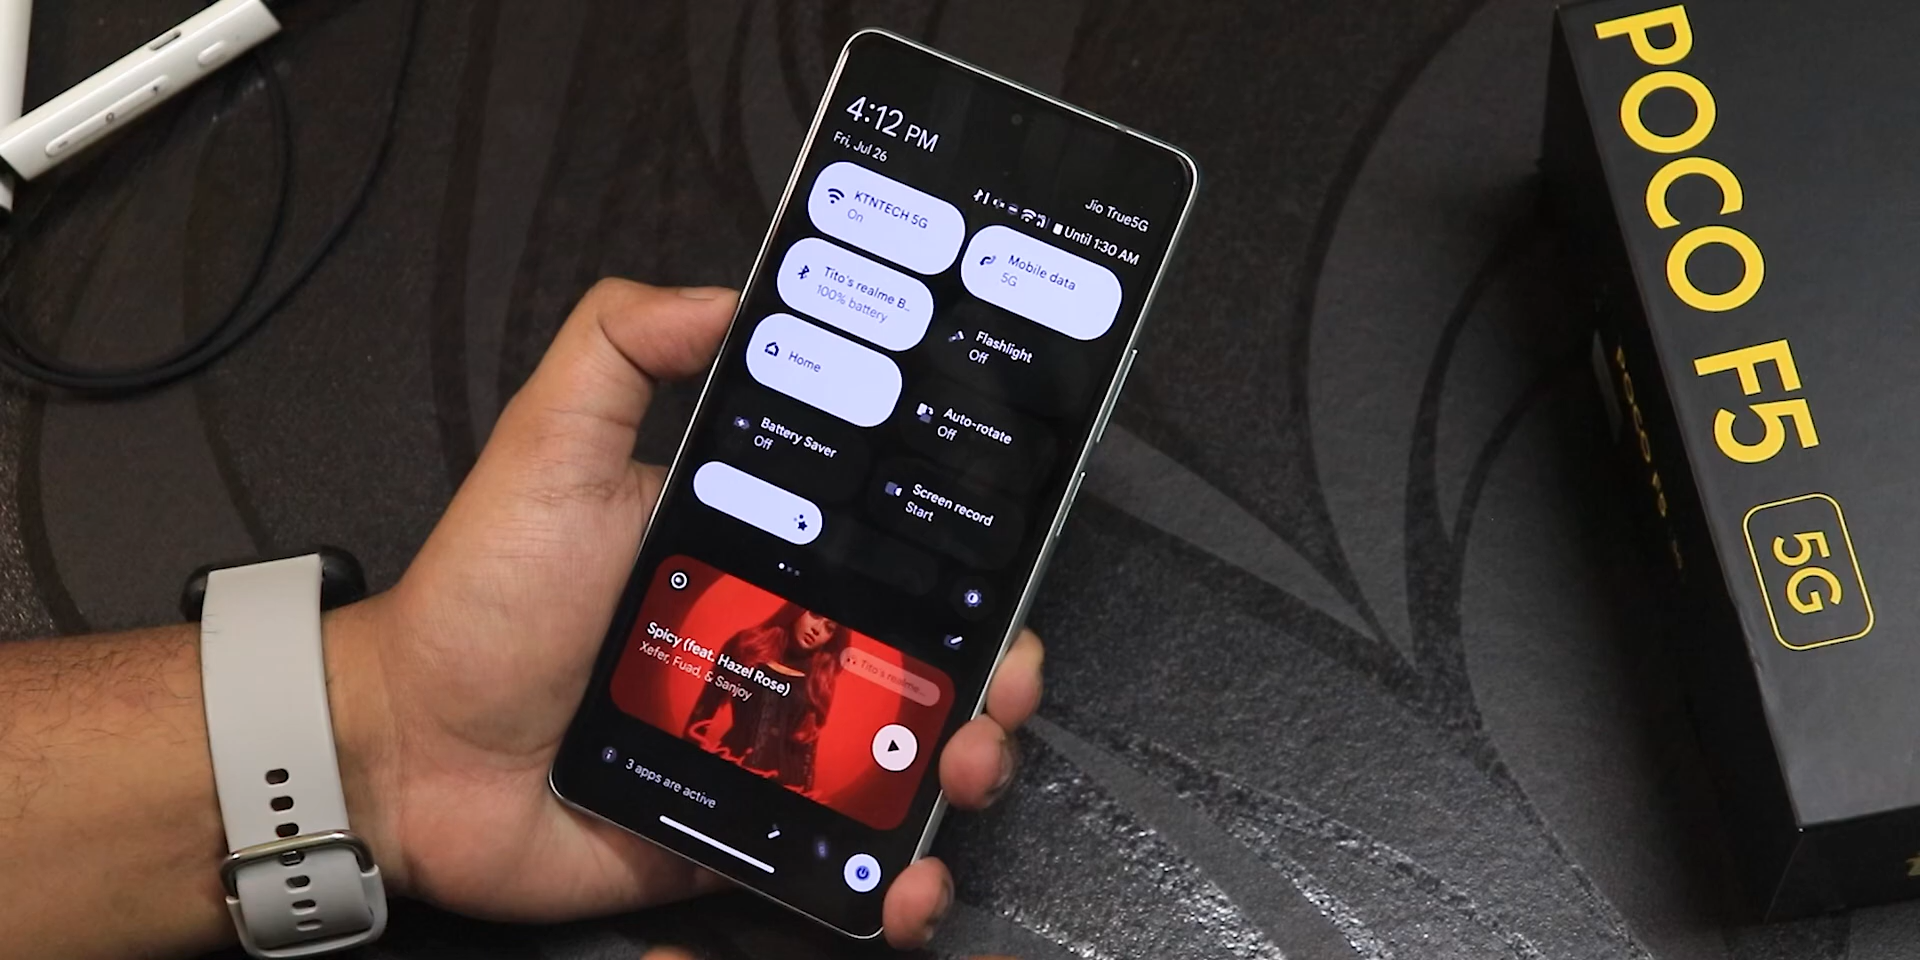 4:12 PM
Fri, Jul 26
Jio True5G
Until 1:30 AM
KTNTECH 5G
On
Mobile data
5G
Tito's realme B...
100% battery
Flashlight
Off
Home
Auto-rotate
Off
Battery Saver
Off
Screen record
Start
Spicy (feat. Hazel Rose)
Xefer, Fuad, & Sanjoy
Tito's realme...
3 apps are active
POCO F5
5G